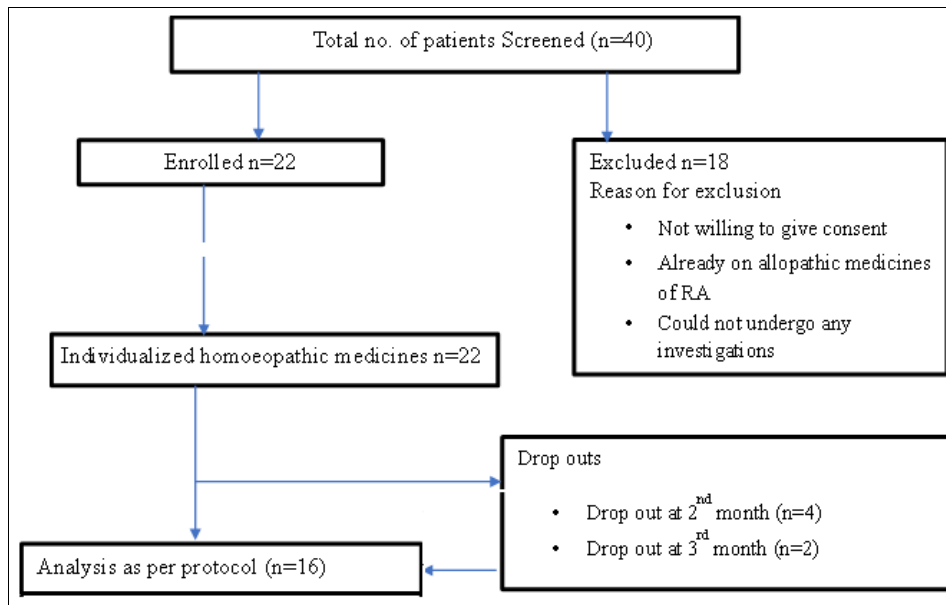 Total no. of patients Screened (n=40)
Enrolled n=22
Excluded n=18
Reason for exclusion
• Not willing to give consent
• Already on allopathic medicines
of RA
• Could not undergo any
investigations
Individualized homoeopathic medicines n=22
Drop outs
• Drop out at 2nd month (n=4)
• Drop out at 3rd month (n=2)
Analysis as per protocol (n=16)